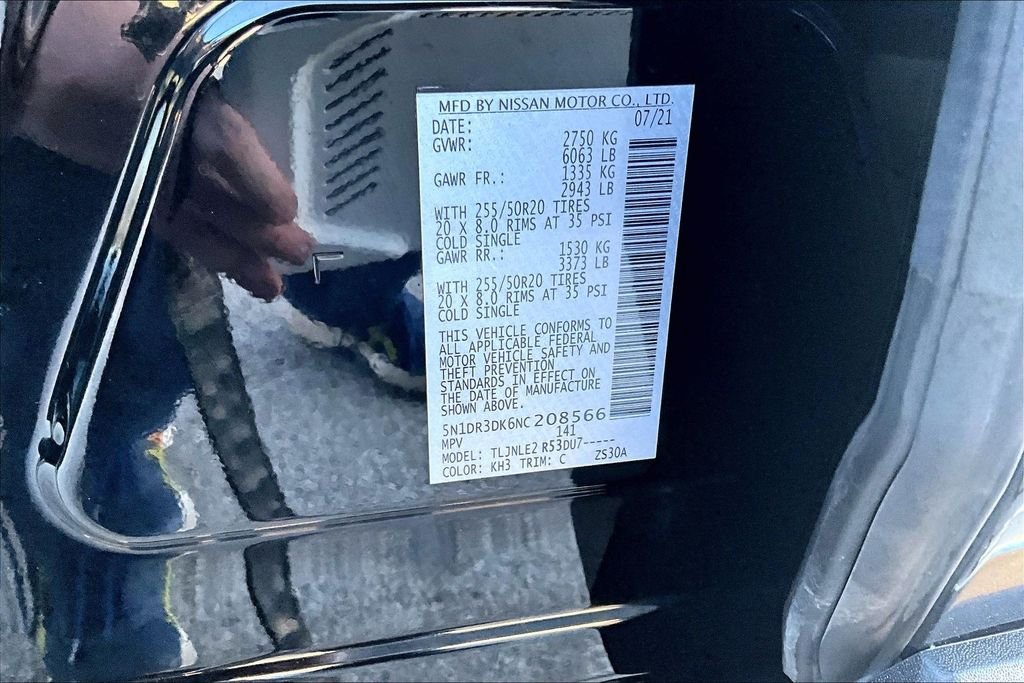 MFD BY NISSAN MOTOR CO., LTD.
DATE: 07/21
GVWR: 2750 KG
6063 LB
GAWR FR.: 1335 KG
2943 LB
WITH 255/50R20 TIRES
20 X 8.0 RIMS AT 35 PSI
COLD SINGLE
GAWR RR.: 1530 KG
3373 LB
WITH 255/50R20 TIRES
20 X 8.0 RIMS AT 35 PSI
COLD SINGLE
THIS VEHICLE CONFORMS TO
ALL APPLICABLE FEDERAL
MOTOR VEHICLE SAFETY AND
THEFT PREVENTION
STANDARDS IN EFFECT ON
THE DATE OF MANUFACTURE
SHOWN ABOVE.
5N1DR3DK6NC208566
MPV 141
MODEL: TLJNLE2 R53DU7-----
COLOR: KH3 TRIM: C ZS30A